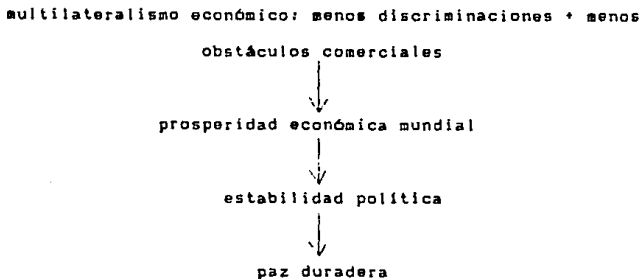 multilateralismo económico: menos discriminaciones + menos
obstáculos comerciales
prosperidad económica mundial
estabilidad política
paz duradera